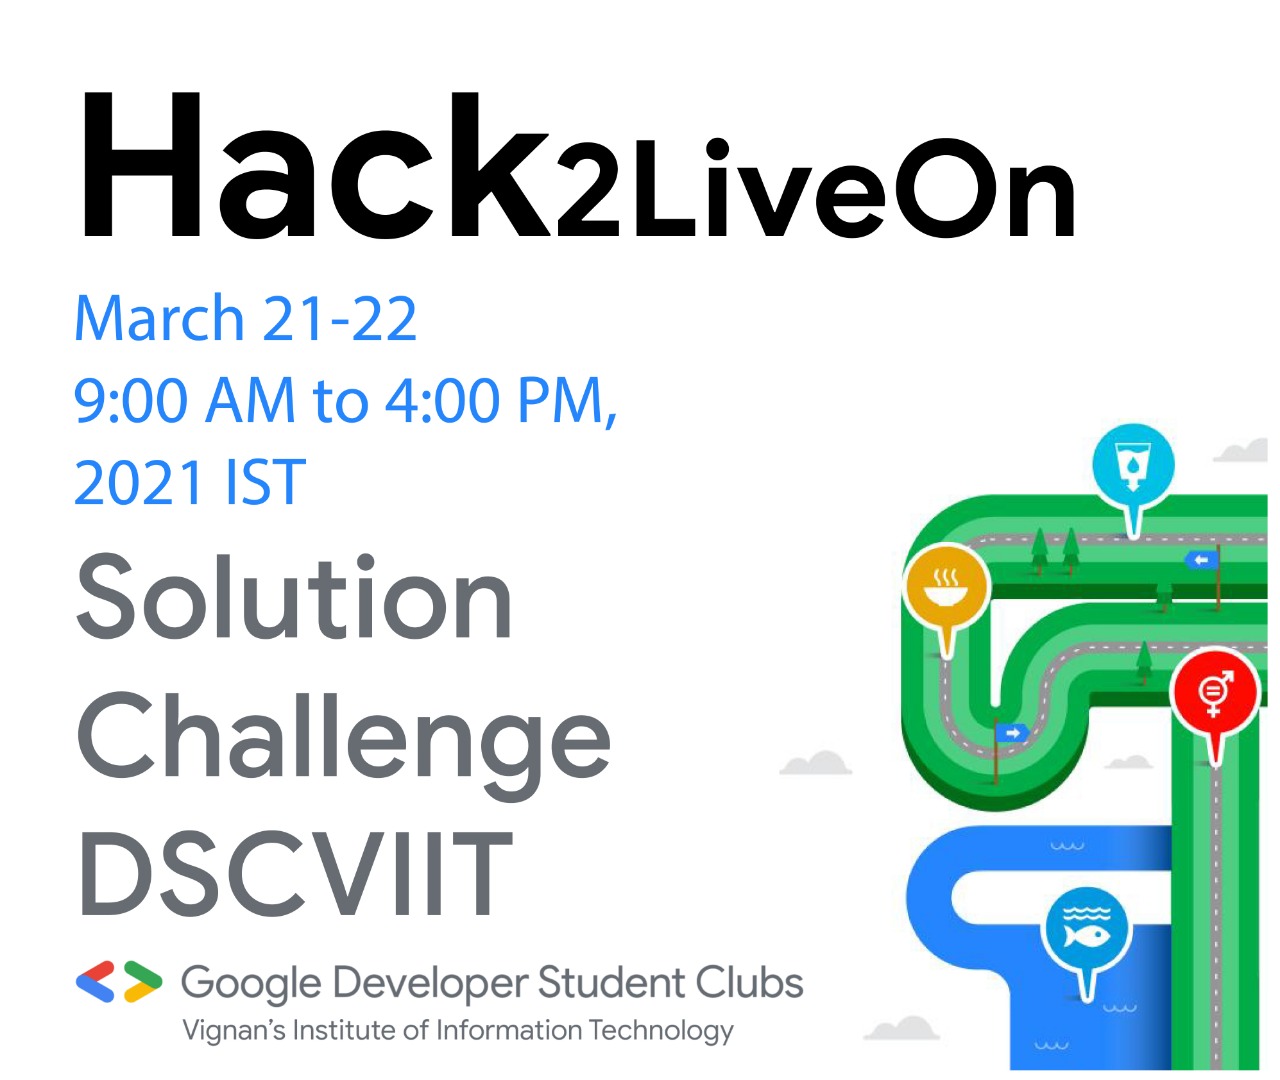 Hack2LiveOn
March 21-22
9:00 AM to 4:00 PM,
2021 IST
Solution
Challenge
DSCVIIT
Google Developer Student Clubs
Vignan's Institute of Information Technology